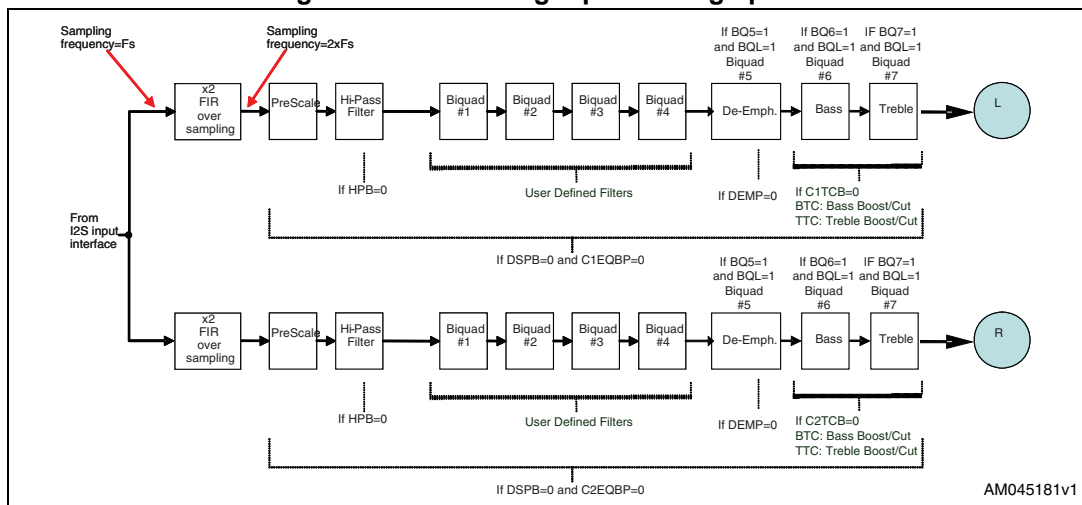 Sampling
frequency=Fs
Sampling
frequency=2xFs
If BQ5=1
and BQL=1
Biquad
#5
If BQ6=1
and BQL=1
Biquad
#6
IF BQ7=1
and BQL=1
Biquad
#7
x2
FIR
over
sampling
PreScale
Hi-Pass
Filter
Biquad
#1
Biquad
#2
Biquad
#3
Biquad
#4
De-Emph.
Bass
Treble
L
If HPB=0
User Defined Filters
If DEMP=0
If C1TCB=0
BTC: Bass Boost/Cut
TTC: Treble Boost/Cut
From
I2S input
interface
If DSPB=0 and C1EQBP=0
If BQ5=1
and BQL=1
Biquad
#5
If BQ6=1
and BQL=1
Biquad
#6
IF BQ7=1
and BQL=1
Biquad
#7
x2
FIR
over
sampling
PreScale
Hi-Pass
Filter
Biquad
#1
Biquad
#2
Biquad
#3
Biquad
#4
De-Emph.
Bass
Treble
R
If HPB=0
User Defined Filters
If DEMP=0
If C2TCB=0
BTC: Bass Boost/Cut
TTC: Treble Boost/Cut
If DSPB=0 and C2EQBP=0
AM045181v1